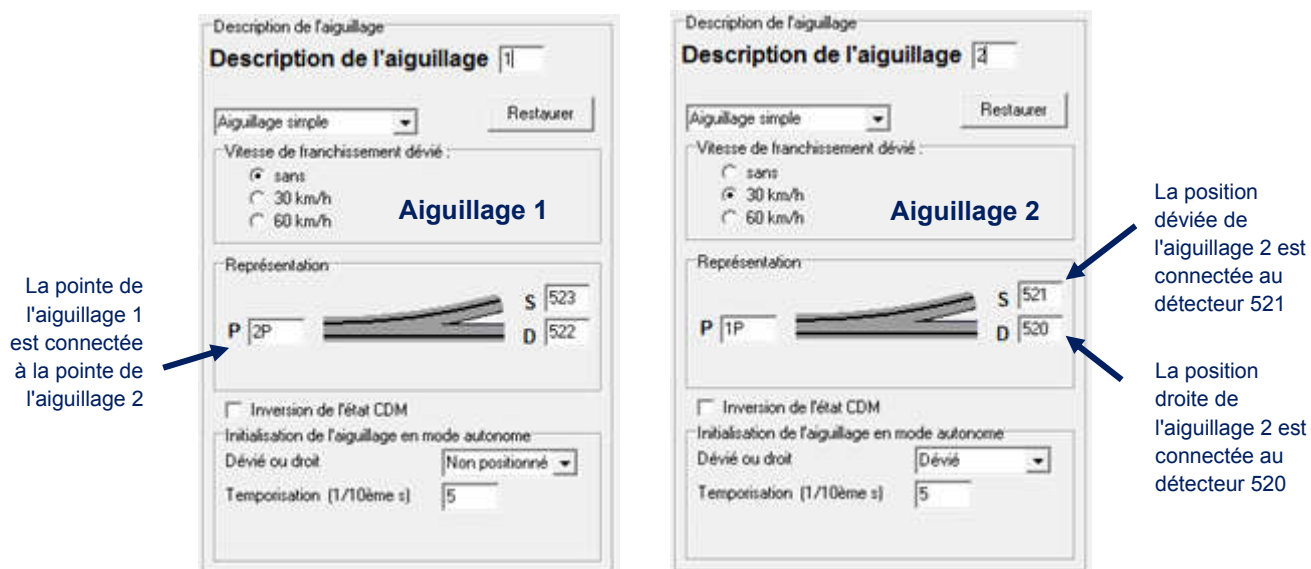 Description de l'aiguillage
Description de l'aiguillage 1
Aiguillage simple
Restaurer
Vitesse de franchissement dévié :
sans
30 km/h
60 km/h
Aiguillage 1
Représentation
P 2P
S 523
D 522
Inversion de l'état CDM
Initialisation de l'aiguillage en mode autonome
Dévié ou droit
Non positionné
Temporisation (1/10ème s)
5
La pointe de
l'aiguillage 1
est connectée
à la pointe de
l'aiguillage 2
Description de l'aiguillage
Description de l'aiguillage 2
Aiguillage simple
Restaurer
Vitesse de franchissement dévié :
sans
30 km/h
60 km/h
Aiguillage 2
Représentation
P 1P
S 521
D 520
Inversion de l'état CDM
Initialisation de l'aiguillage en mode autonome
Dévié ou droit
Dévié
Temporisation (1/10ème s)
5
La position
déviée de
l'aiguillage 2 est
connectée au
détecteur 521
La position
droite de
l'aiguillage 2 est
connectée au
détecteur 520